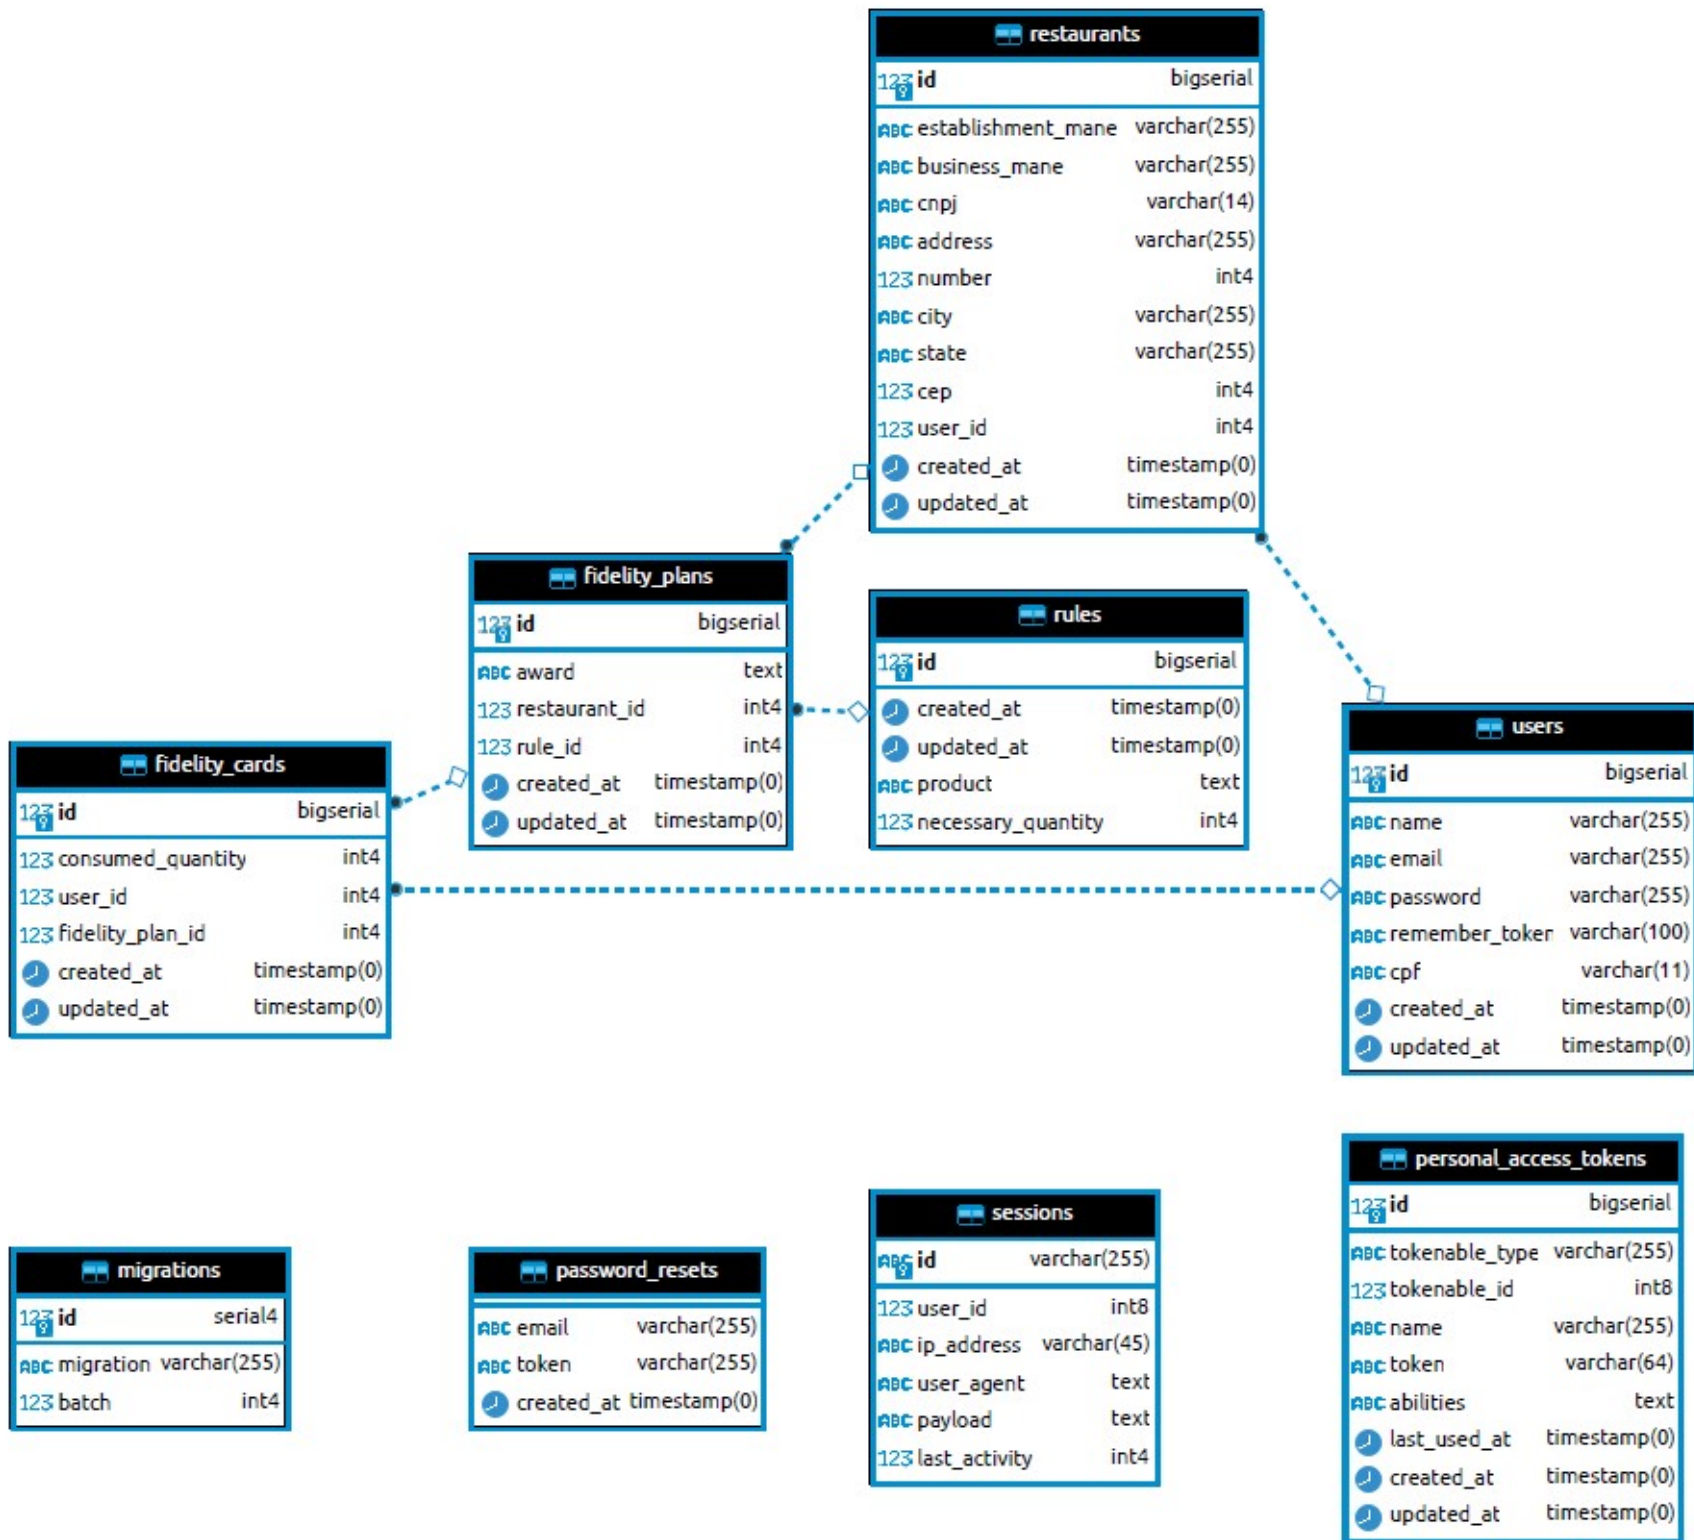 restaurants
id bigserial
establishment_mane varchar(255)
business_mane varchar(255)
cnpj varchar(14)
address varchar(255)
number int4
city varchar(255)
state varchar(255)
cep int4
user_id int4
created_at timestamp(0)
updated_at timestamp(0)
fidelity_plans
id bigserial
award text
restaurant_id int4
rule_id int4
created_at timestamp(0)
updated_at timestamp(0)
rules
id bigserial
created_at timestamp(0)
updated_at timestamp(0)
product text
necessary_quantity int4
users
id bigserial
name varchar(255)
email varchar(255)
password varchar(255)
remember_token varchar(100)
cpf varchar(11)
created_at timestamp(0)
updated_at timestamp(0)
fidelity_cards
id bigserial
consumed_quantity int4
user_id int4
fidelity_plan_id int4
created_at timestamp(0)
updated_at timestamp(0)
migrations
id serial4
migration varchar(255)
batch int4
password_resets
email varchar(255)
token varchar(255)
created_at timestamp(0)
sessions
id varchar(255)
user_id int8
ip_address varchar(45)
user_agent text
payload text
last_activity int4
personal_access_tokens
id bigserial
tokenable_type varchar(255)
tokenable_id int8
name varchar(255)
token varchar(64)
abilities text
last_used_at timestamp(0)
created_at timestamp(0)
updated_at timestamp(0)